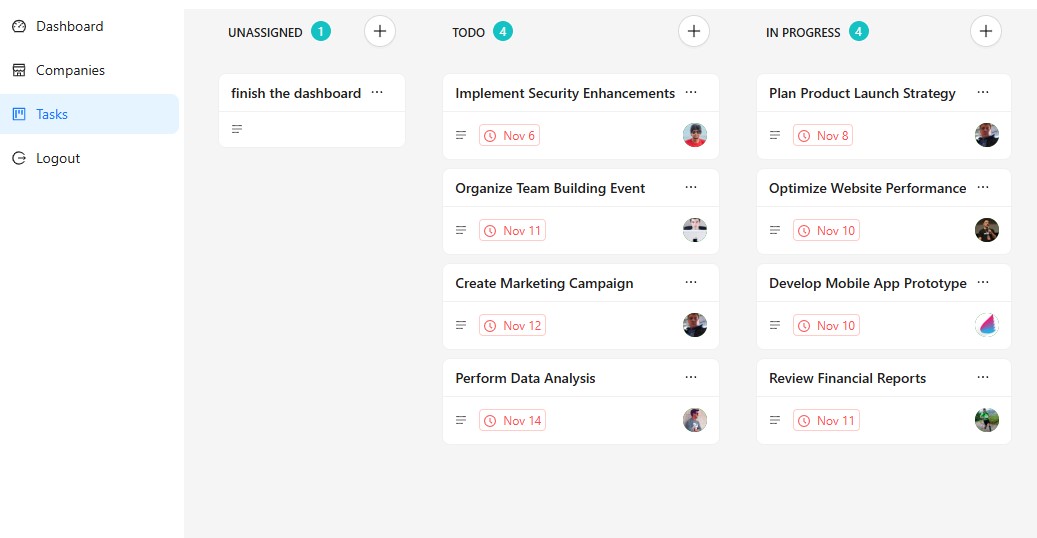 Dashboard
Companies
Tasks
Logout
UNASSIGNED 1
finish the dashboard
TODO 4
Implement Security Enhancements
Nov 6
Organize Team Building Event
Nov 11
Create Marketing Campaign
Nov 12
Perform Data Analysis
Nov 14
IN PROGRESS 4
Plan Product Launch Strategy
Nov 8
Optimize Website Performance
Nov 10
Develop Mobile App Prototype
Nov 10
Review Financial Reports
Nov 11